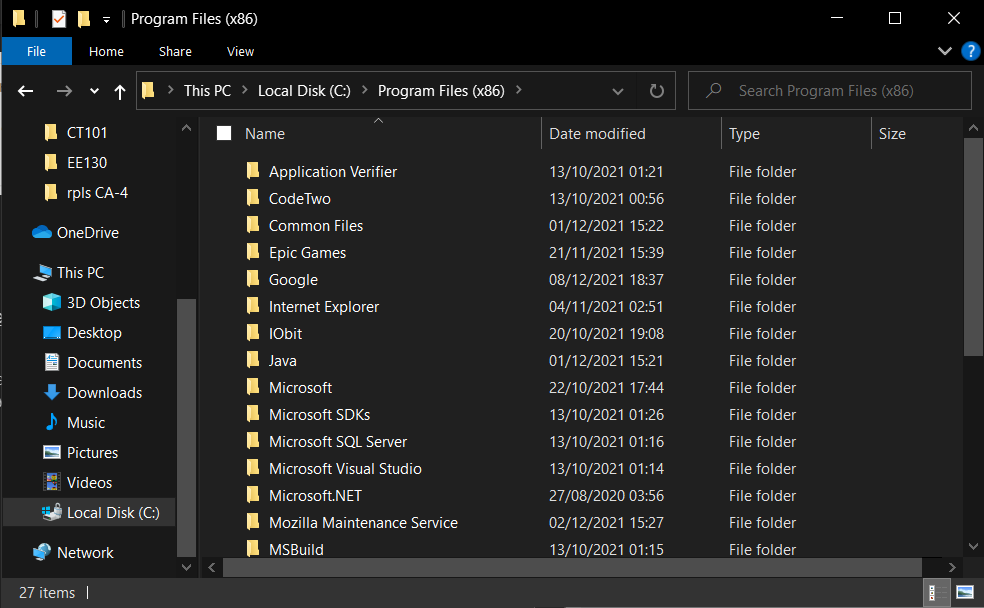 Program Files (x86)
File Home Share View
This PC Local Disk (C:) Program Files (x86) Search Program Files (x86)
CT101
EE130
rpls CA-4
OneDrive
This PC
3D Objects
Desktop
Documents
Downloads
Music
Pictures
Videos
Local Disk (C:)
Network
Name Date modified Type Size
Application Verifier 13/10/2021 01:21 File folder
CodeTwo 13/10/2021 00:56 File folder
Common Files 01/12/2021 15:22 File folder
Epic Games 21/11/2021 15:39 File folder
Google 08/12/2021 18:37 File folder
Internet Explorer 04/11/2021 02:51 File folder
IObit 20/10/2021 19:08 File folder
Java 01/12/2021 15:21 File folder
Microsoft 22/10/2021 17:44 File folder
Microsoft SDKs 13/10/2021 01:26 File folder
Microsoft SQL Server 13/10/2021 01:16 File folder
Microsoft Visual Studio 13/10/2021 01:14 File folder
Microsoft.NET 27/08/2020 03:56 File folder
Mozilla Maintenance Service 02/12/2021 15:27 File folder
MSBuild 13/10/2021 01:15 File folder
27 items